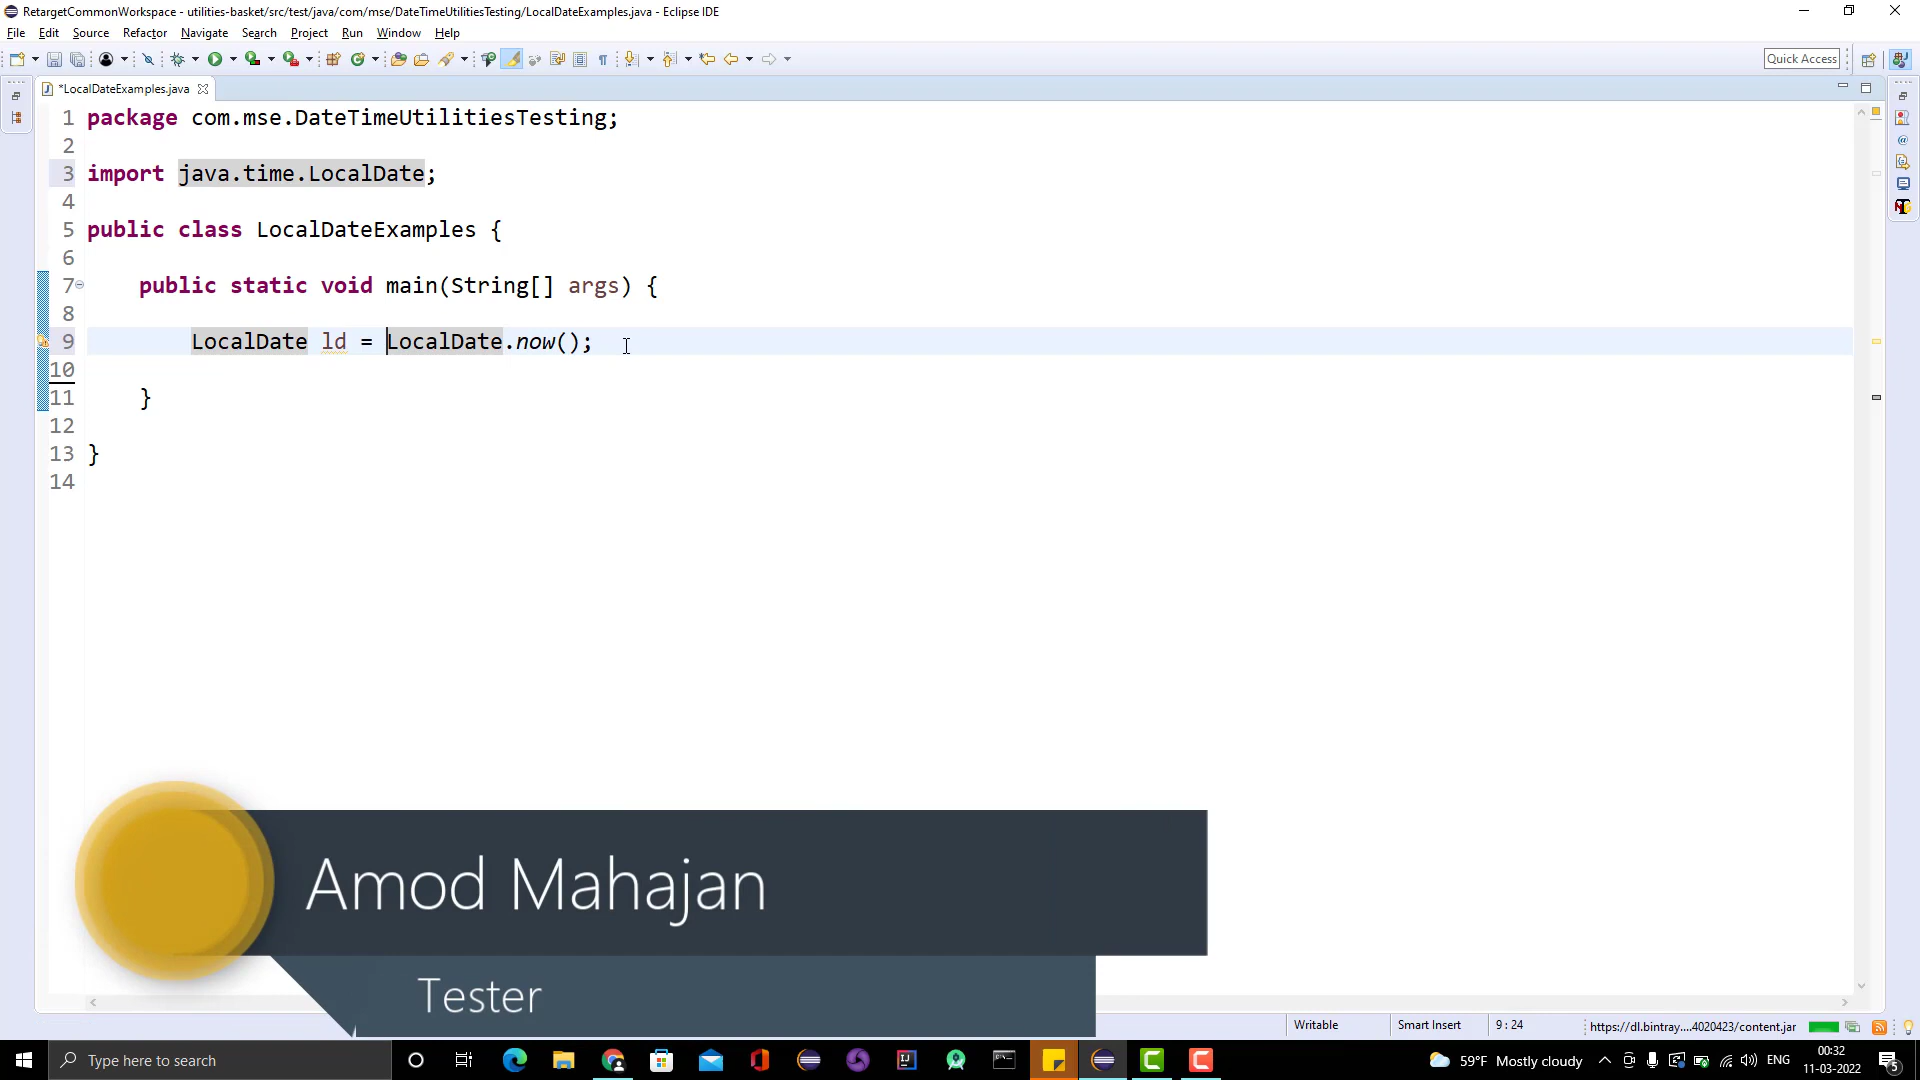 RetargetCommonWorkspace - utilities-basket/src/test/java/com/mse/DateTimeUtilitiesTesting/LocalDateExamples.java - Eclipse IDE
File Edit Source Refactor Navigate Search Project Run Window Help
Quick Access
*LocalDateExamples.java
1 package com.mse.DateTimeUtilitiesTesting;
2
3 import java.time.LocalDate;
4
5 public class LocalDateExamples {
6
7 public static void main(String[] args) {
8
9 LocalDate ld = LocalDate.now();
10
11 }
12
13 }
14
Amod Mahajan
Tester
Writable Smart Insert 9 : 24 https://dl.bintray....4020423/content.jar
Type here to search
59°F Mostly cloudy
ENG
00:32
11-03-2022
5